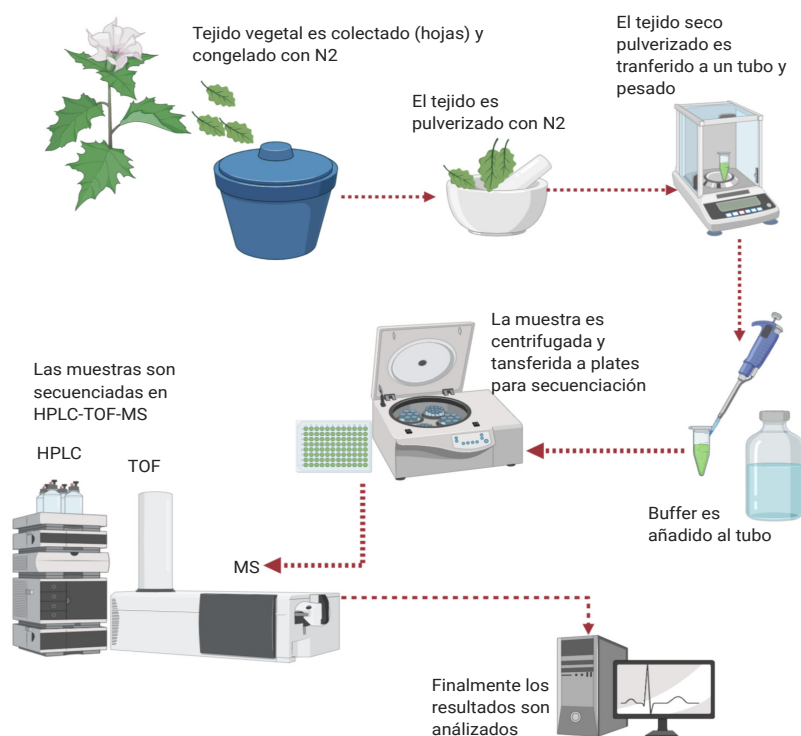 Tejido vegetal es colectado (hojas) y
congelado con N2
El tejido es
pulverizado con N2
El tejido seco
pulverizado es
tranferido a un tubo y
pesado
Buffer es
añadido al tubo
La muestra es
centrifugada y
tansferida a plates
para secuenciación
Las muestras son
secuenciadas en
HPLC-TOF-MS
HPLC
TOF
MS
Finalmente los
resultados son
análizados